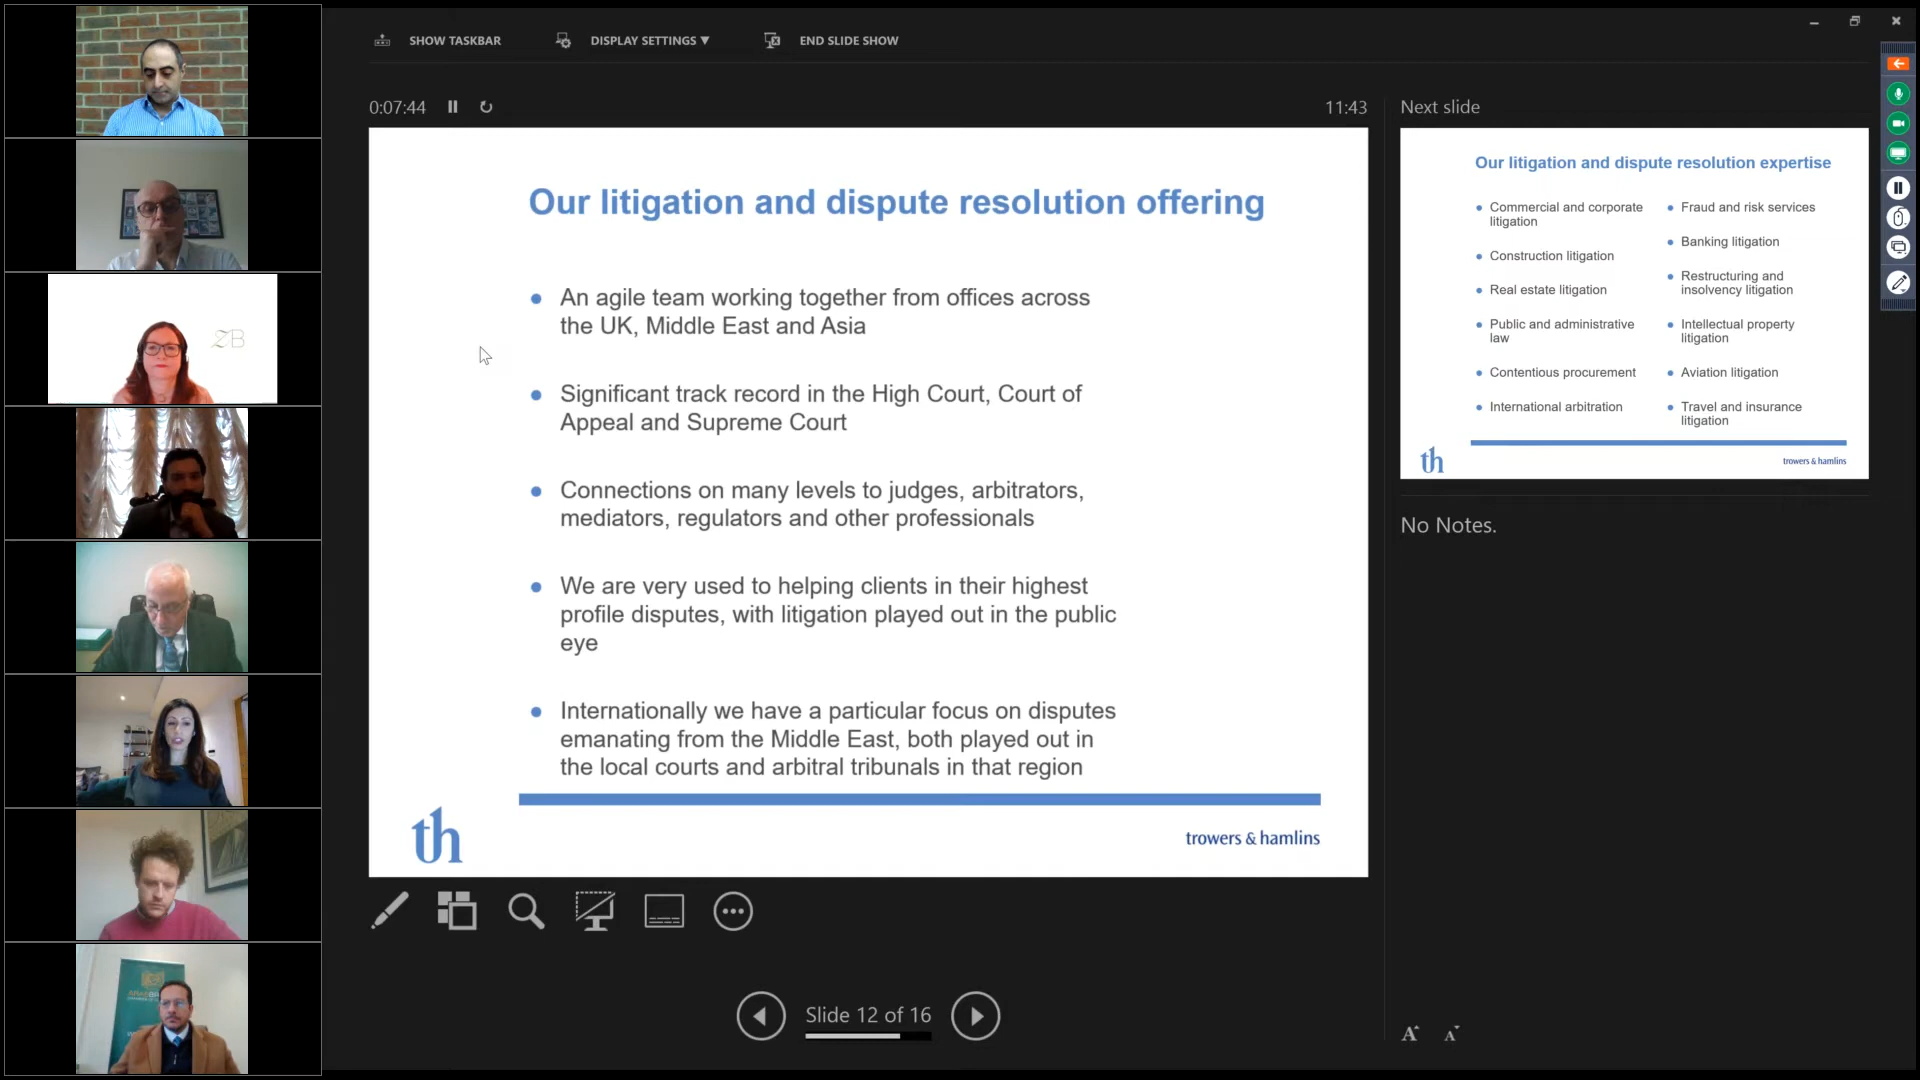 SHOW TASKBAR
DISPLAY SETTINGS ▼
END SLIDE SHOW
0:07:44
11:43
Our litigation and dispute resolution offering
• An agile team working together from offices across
the UK, Middle East and Asia
• Significant track record in the High Court, Court of
Appeal and Supreme Court
• Connections on many levels to judges, arbitrators,
mediators, regulators and other professionals
• We are very used to helping clients in their highest
profile disputes, with litigation played out in the public
eye
• Internationally we have a particular focus on disputes
emanating from the Middle East, both played out in
the local courts and arbitral tribunals in that region
th
trowers & hamlins
Slide 12 of 16
Next slide
Our litigation and dispute resolution expertise
• Commercial and corporate
litigation
• Construction litigation
• Real estate litigation
• Public and administrative
law
• Contentious procurement
• International arbitration
• Fraud and risk services
• Banking litigation
• Restructuring and
insolvency litigation
• Intellectual property
litigation
• Aviation litigation
• Travel and insurance
litigation
th
trowers & hamlins
No Notes.
A A
ZB